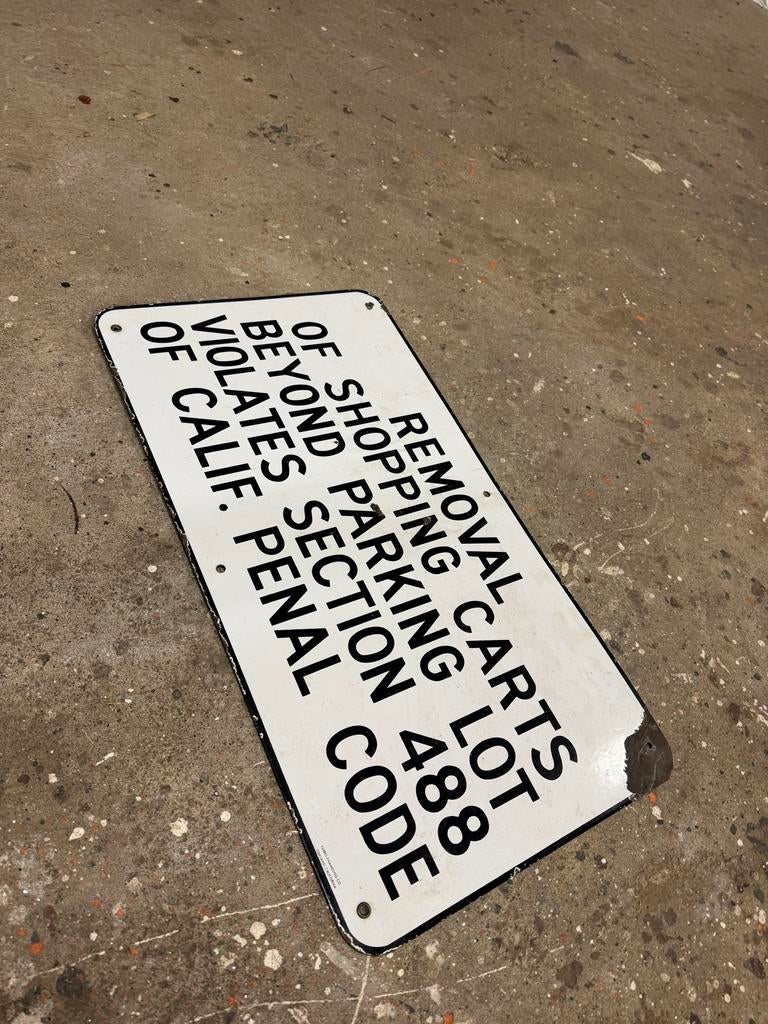 REMOVAL
OF SHOPPING CARTS
BEYOND PARKING LOT
VIOLATES SECTION 488
OF CALIF. PENAL CODE